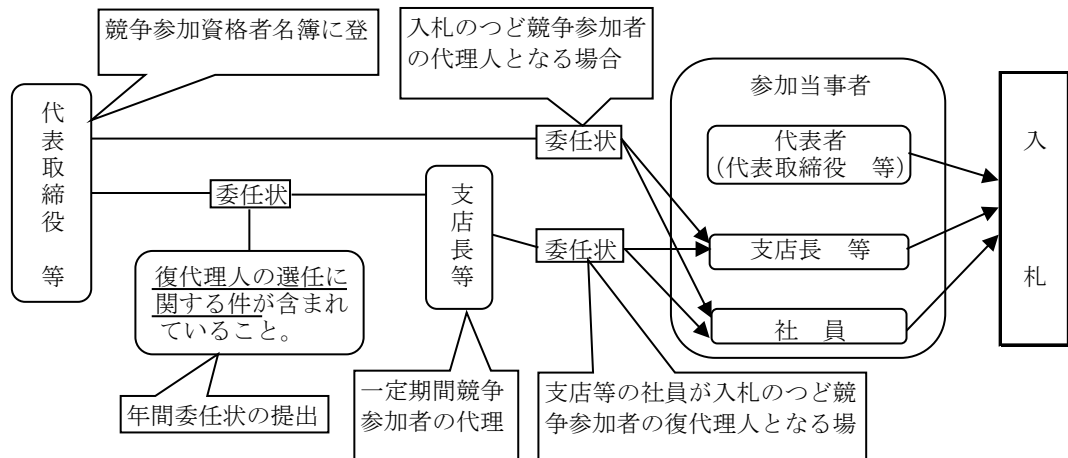 競争参加資格者名簿に登
入札のつど競争参加者
の代理人となる場合
代表取締役　等
委任状
参加当事者
代表者
(代表取締役　等)
入札
委任状
支店長等
委任状
支店長　等
社　員
復代理人の選任に
関する件が含まれ
ていること。
年間委任状の提出
一定期間競争
参加者の代理
支店等の社員が入札のつど競
争参加者の復代理人となる場